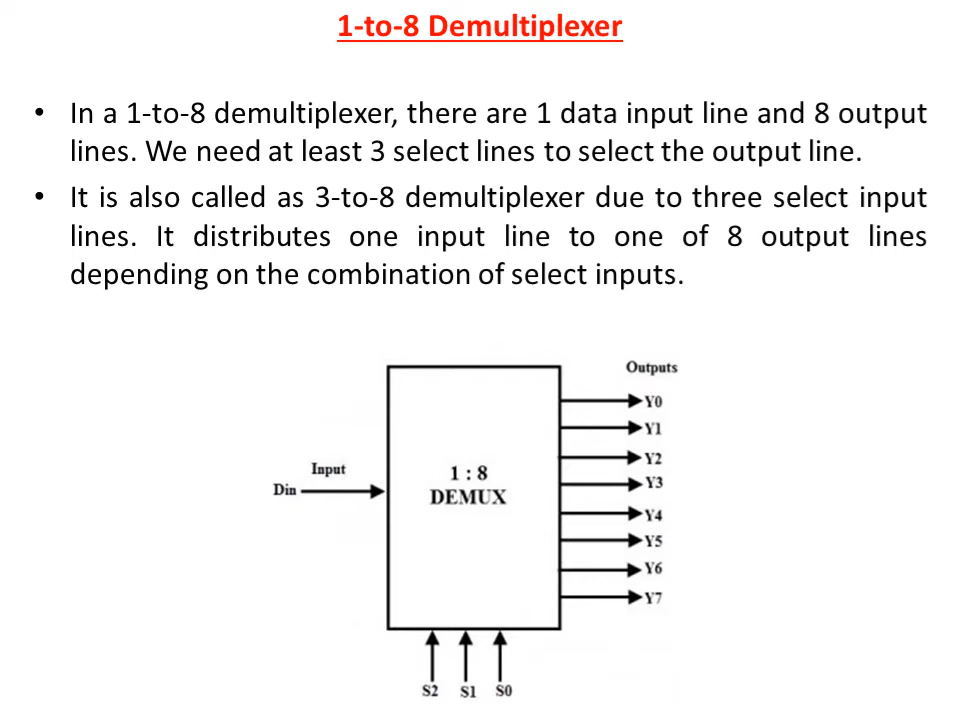 1-to-8 Demultiplexer
• In a 1-to-8 demultiplexer, there are 1 data input line and 8 output
lines. We need at least 3 select lines to select the output line.
• It is also called as 3-to-8 demultiplexer due to three select input
lines. It distributes one input line to one of 8 output lines
depending on the combination of select inputs.
Outputs
Y0
Y1
Y2
Y3
Y4
Y5
Y6
Y7
Input
Din
1 : 8
DEMUX
S2 S1 S0